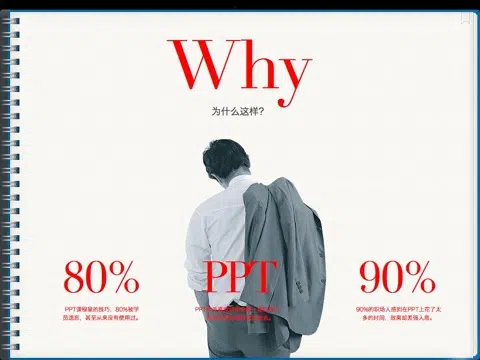 Why
为什么这样?
80%
PPT
90%
PPT课程量的技巧，80%被学
员遗忘，甚至从来没有使用过。
90%的职场人感到在PPT上花了太
多的时间，效果却差强人意。